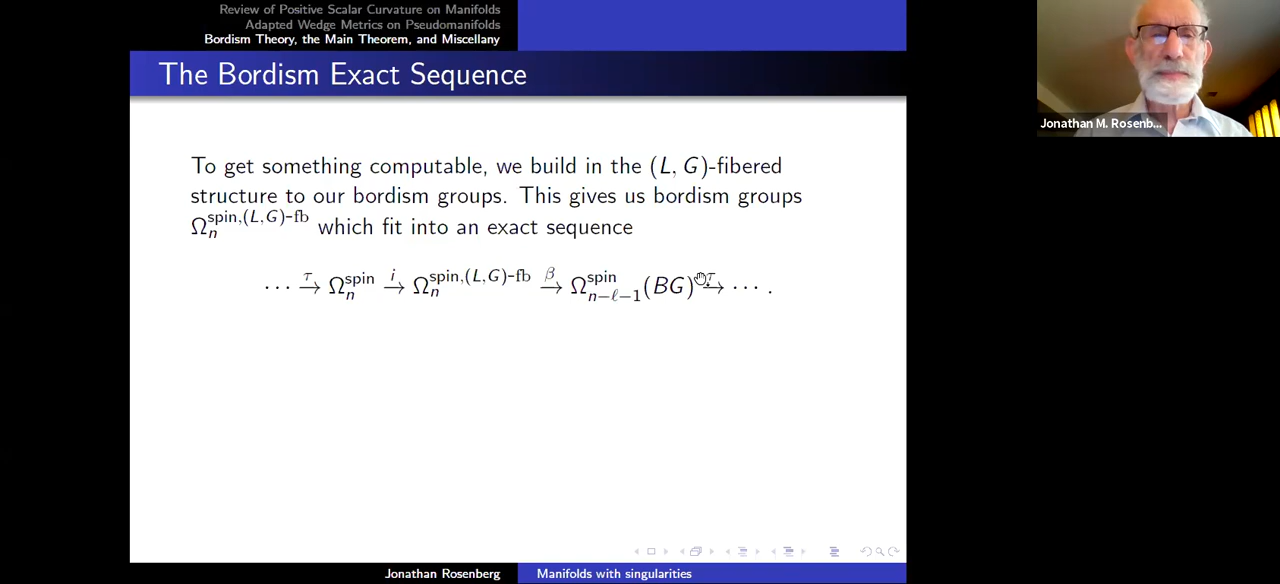 Review of Positive Scalar Curvature on Manifolds
Adapted Wedge Metrics on Pseudomanifolds
Bordism Theory, the Main Theorem, and Miscellany
The Bordism Exact Sequence
To get something computable, we build in the (L, G)-fibered
structure to our bordism groups. This gives us bordism groups
Ωₙ^{spin,(L,G)-fb} which fit into an exact sequence
⋯ →^τ Ωₙ^{spin} →^i Ωₙ^{spin,(L,G)-fb} →^β Ω_{n−ℓ−1}^{spin}(BG) →^τ ⋯ .
Jonathan M. Rosenb...
Jonathan Rosenberg
Manifolds with singularities